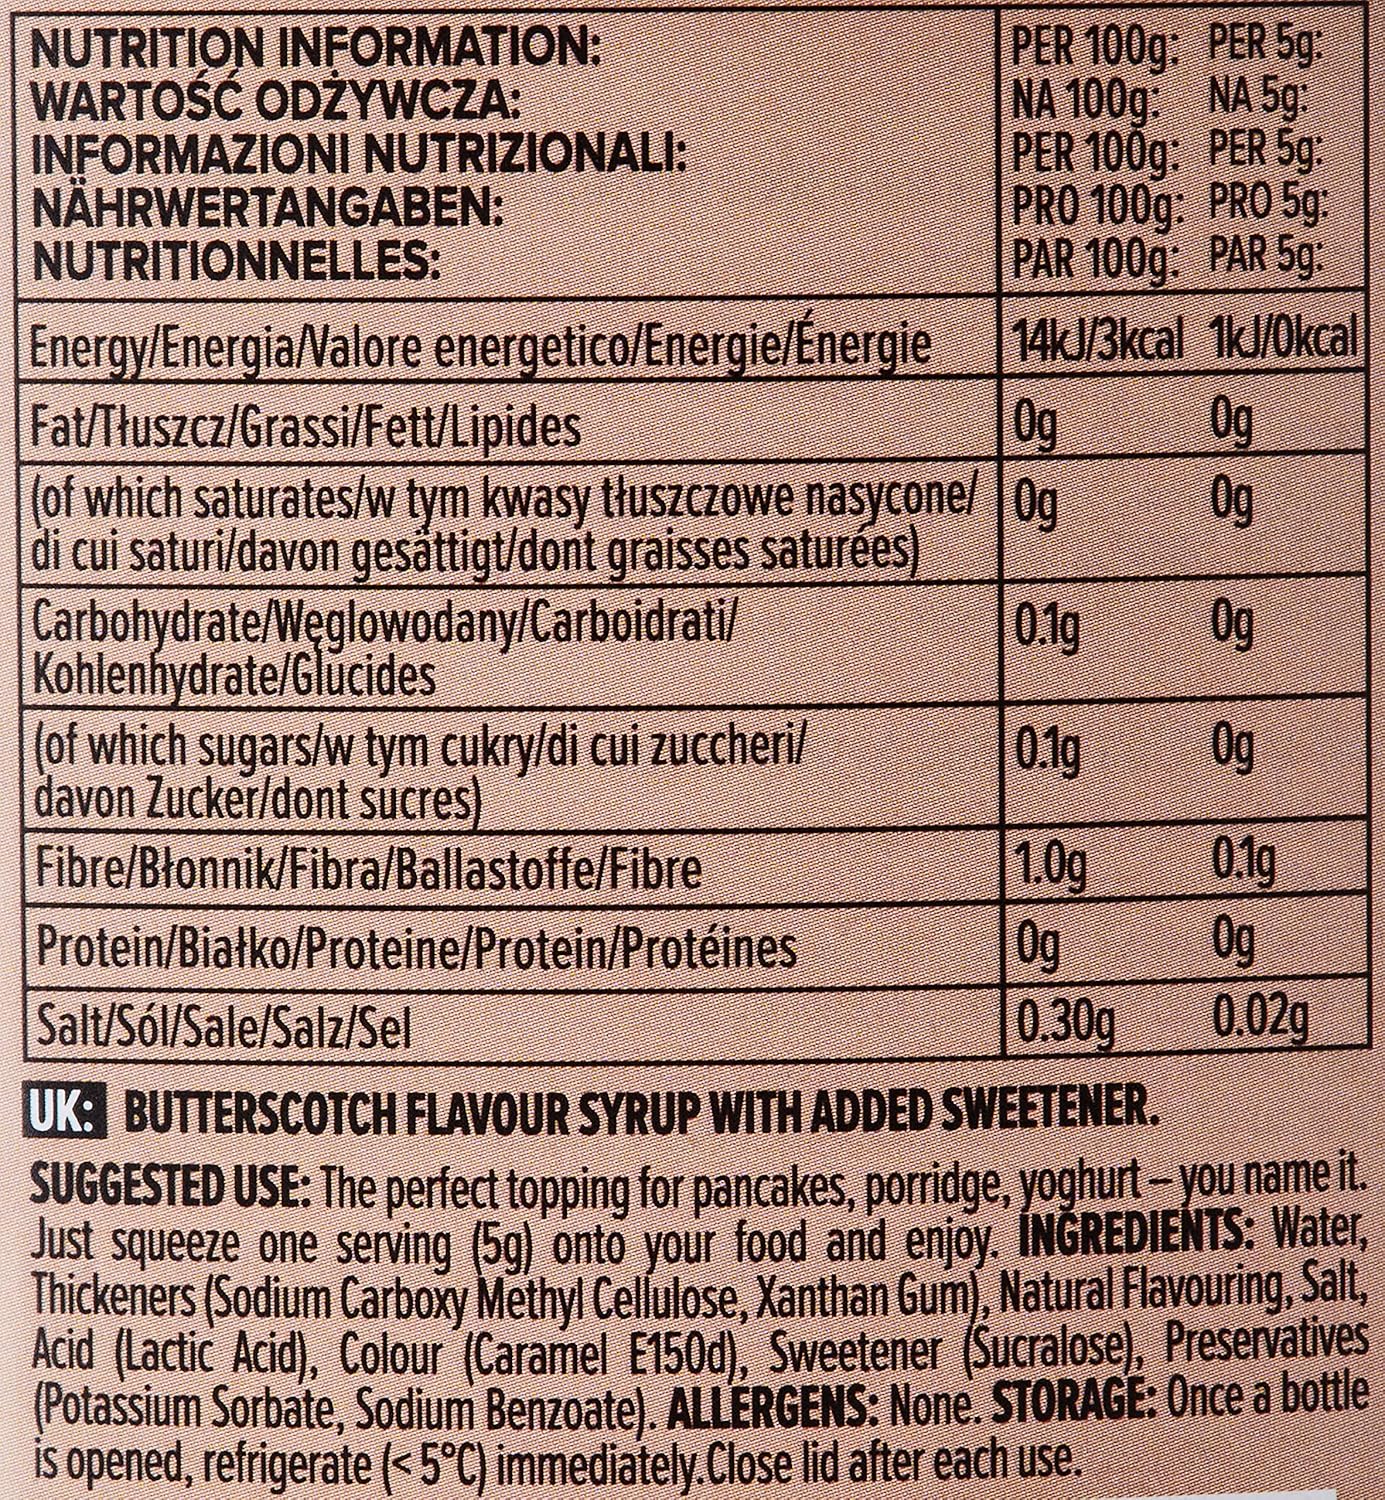 NUTRITION INFORMATION: PER 100g: PER 5g:
WARTOŚĆ ODŻYWCZA: NA 100g: NA 5g:
INFORMAZIONI NUTRIZIONALI: PER 100g: PER 5g:
NÄHRWERTANGABEN: PRO 100g: PRO 5g:
NUTRITIONNELLES: PAR 100g: PAR 5g:
Energy/Energia/Valore energetico/Energie/Énergie 14kJ/3kcal 1kJ/0kcal
Fat/Tłuszcz/Grassi/Fett/Lipides 0g 0g
(of which saturates/w tym kwasy tłuszczowe nasycone/ 0g 0g
di cui saturi/davon gesättigt/dont graisses saturées)
Carbohydrate/Węglowodany/Carboidrati/ 0.1g 0g
Kohlenhydrate/Glucides
(of which sugars/w tym cukry/di cui zuccheri/ 0.1g 0g
davon Zucker/dont sucres)
Fibre/Błonnik/Fibra/Ballastoffe/Fibre 1.0g 0.1g
Protein/Białko/Proteine/Protein/Protéines 0g 0g
Salt/Sól/Sale/Salz/Sel 0.30g 0.02g
UK: BUTTERSCOTCH FLAVOUR SYRUP WITH ADDED SWEETENER.
SUGGESTED USE: The perfect topping for pancakes, porridge, yoghurt – you name it.
Just squeeze one serving (5g) onto your food and enjoy. INGREDIENTS: Water,
Thickeners (Sodium Carboxy Methyl Cellulose, Xanthan Gum), Natural Flavouring, Salt,
Acid (Lactic Acid), Colour (Caramel E150d), Sweetener (Sucralose), Preservatives
(Potassium Sorbate, Sodium Benzoate). ALLERGENS: None. STORAGE: Once a bottle
is opened, refrigerate (< 5°C) immediately. Close lid after each use.